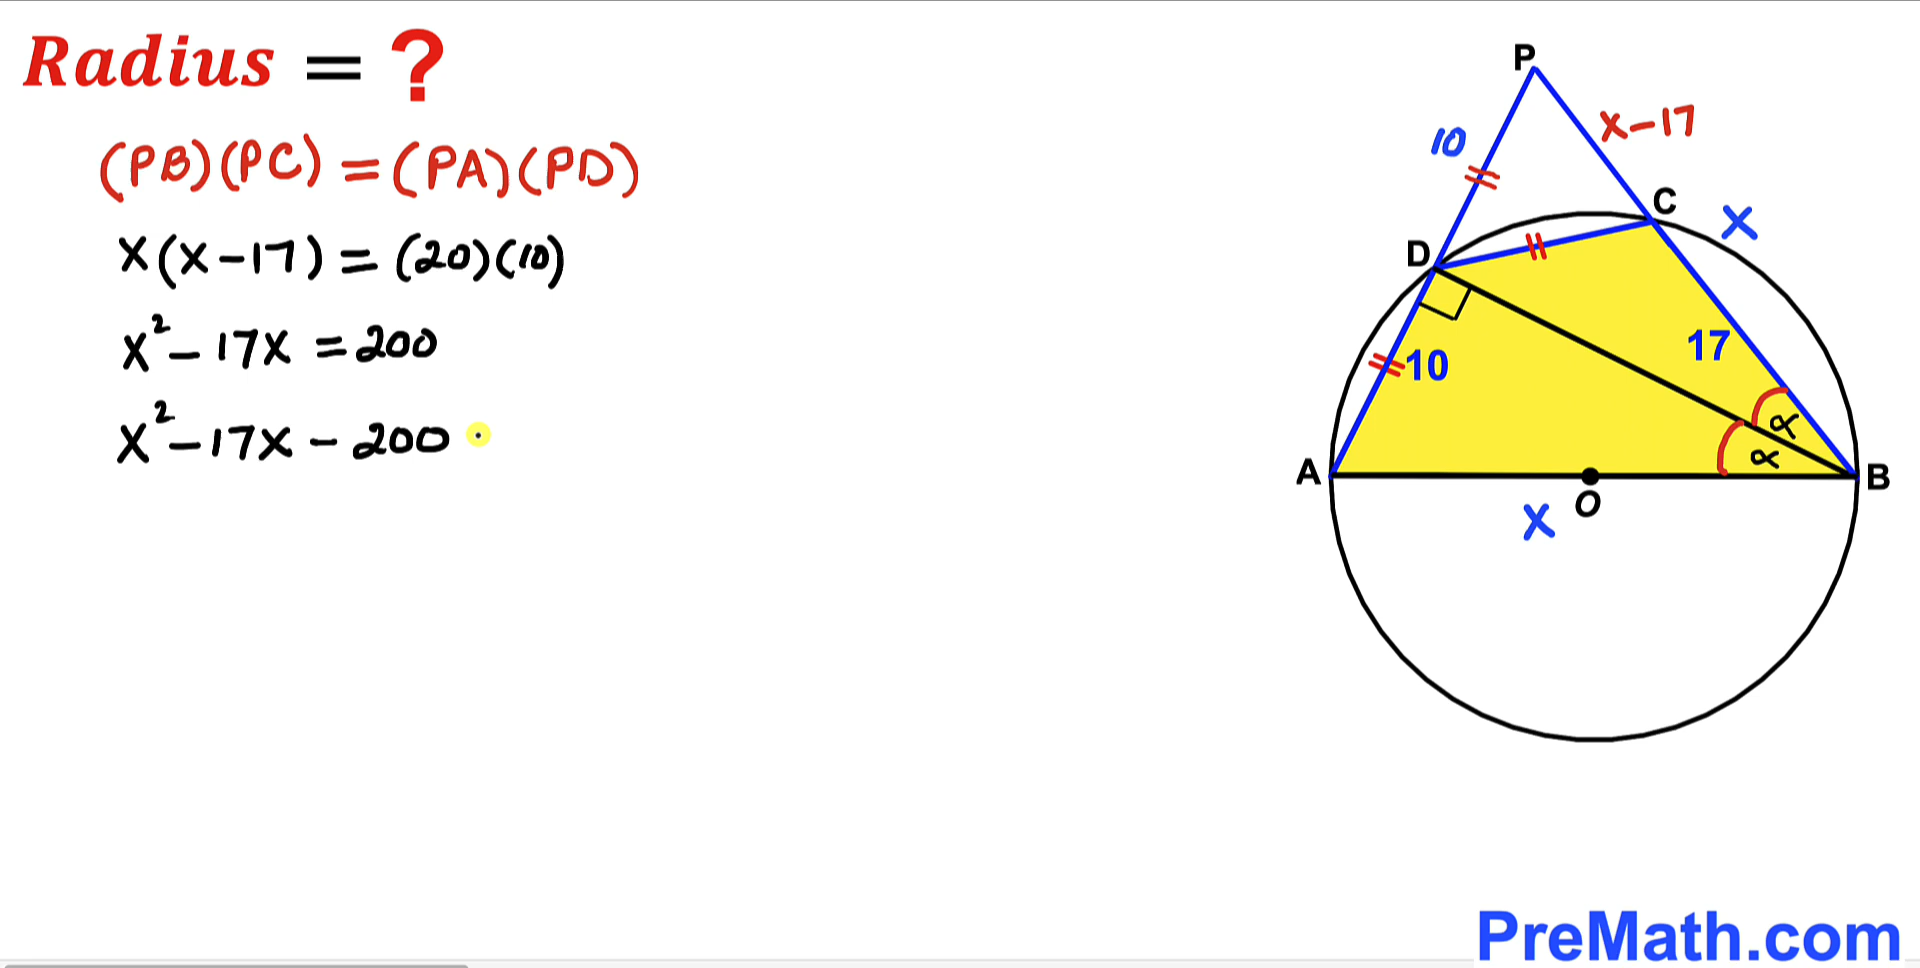 Radius = ?
(PB)(PC) = (PA)(PD)
x(x-17) = (20)(10)
x²- 17x = 200
x²-17x - 200
P
10
x-17
C
x
D
10
17
α
α
A
B
O
x
PreMath.com